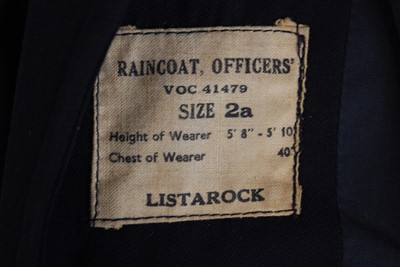 RAINCOAT, OFFICERS'
VOC 41479
SIZE 2a
Height of Wearer 5' 8" - 5' 10"
Chest of Wearer 40"
LISTAROCK